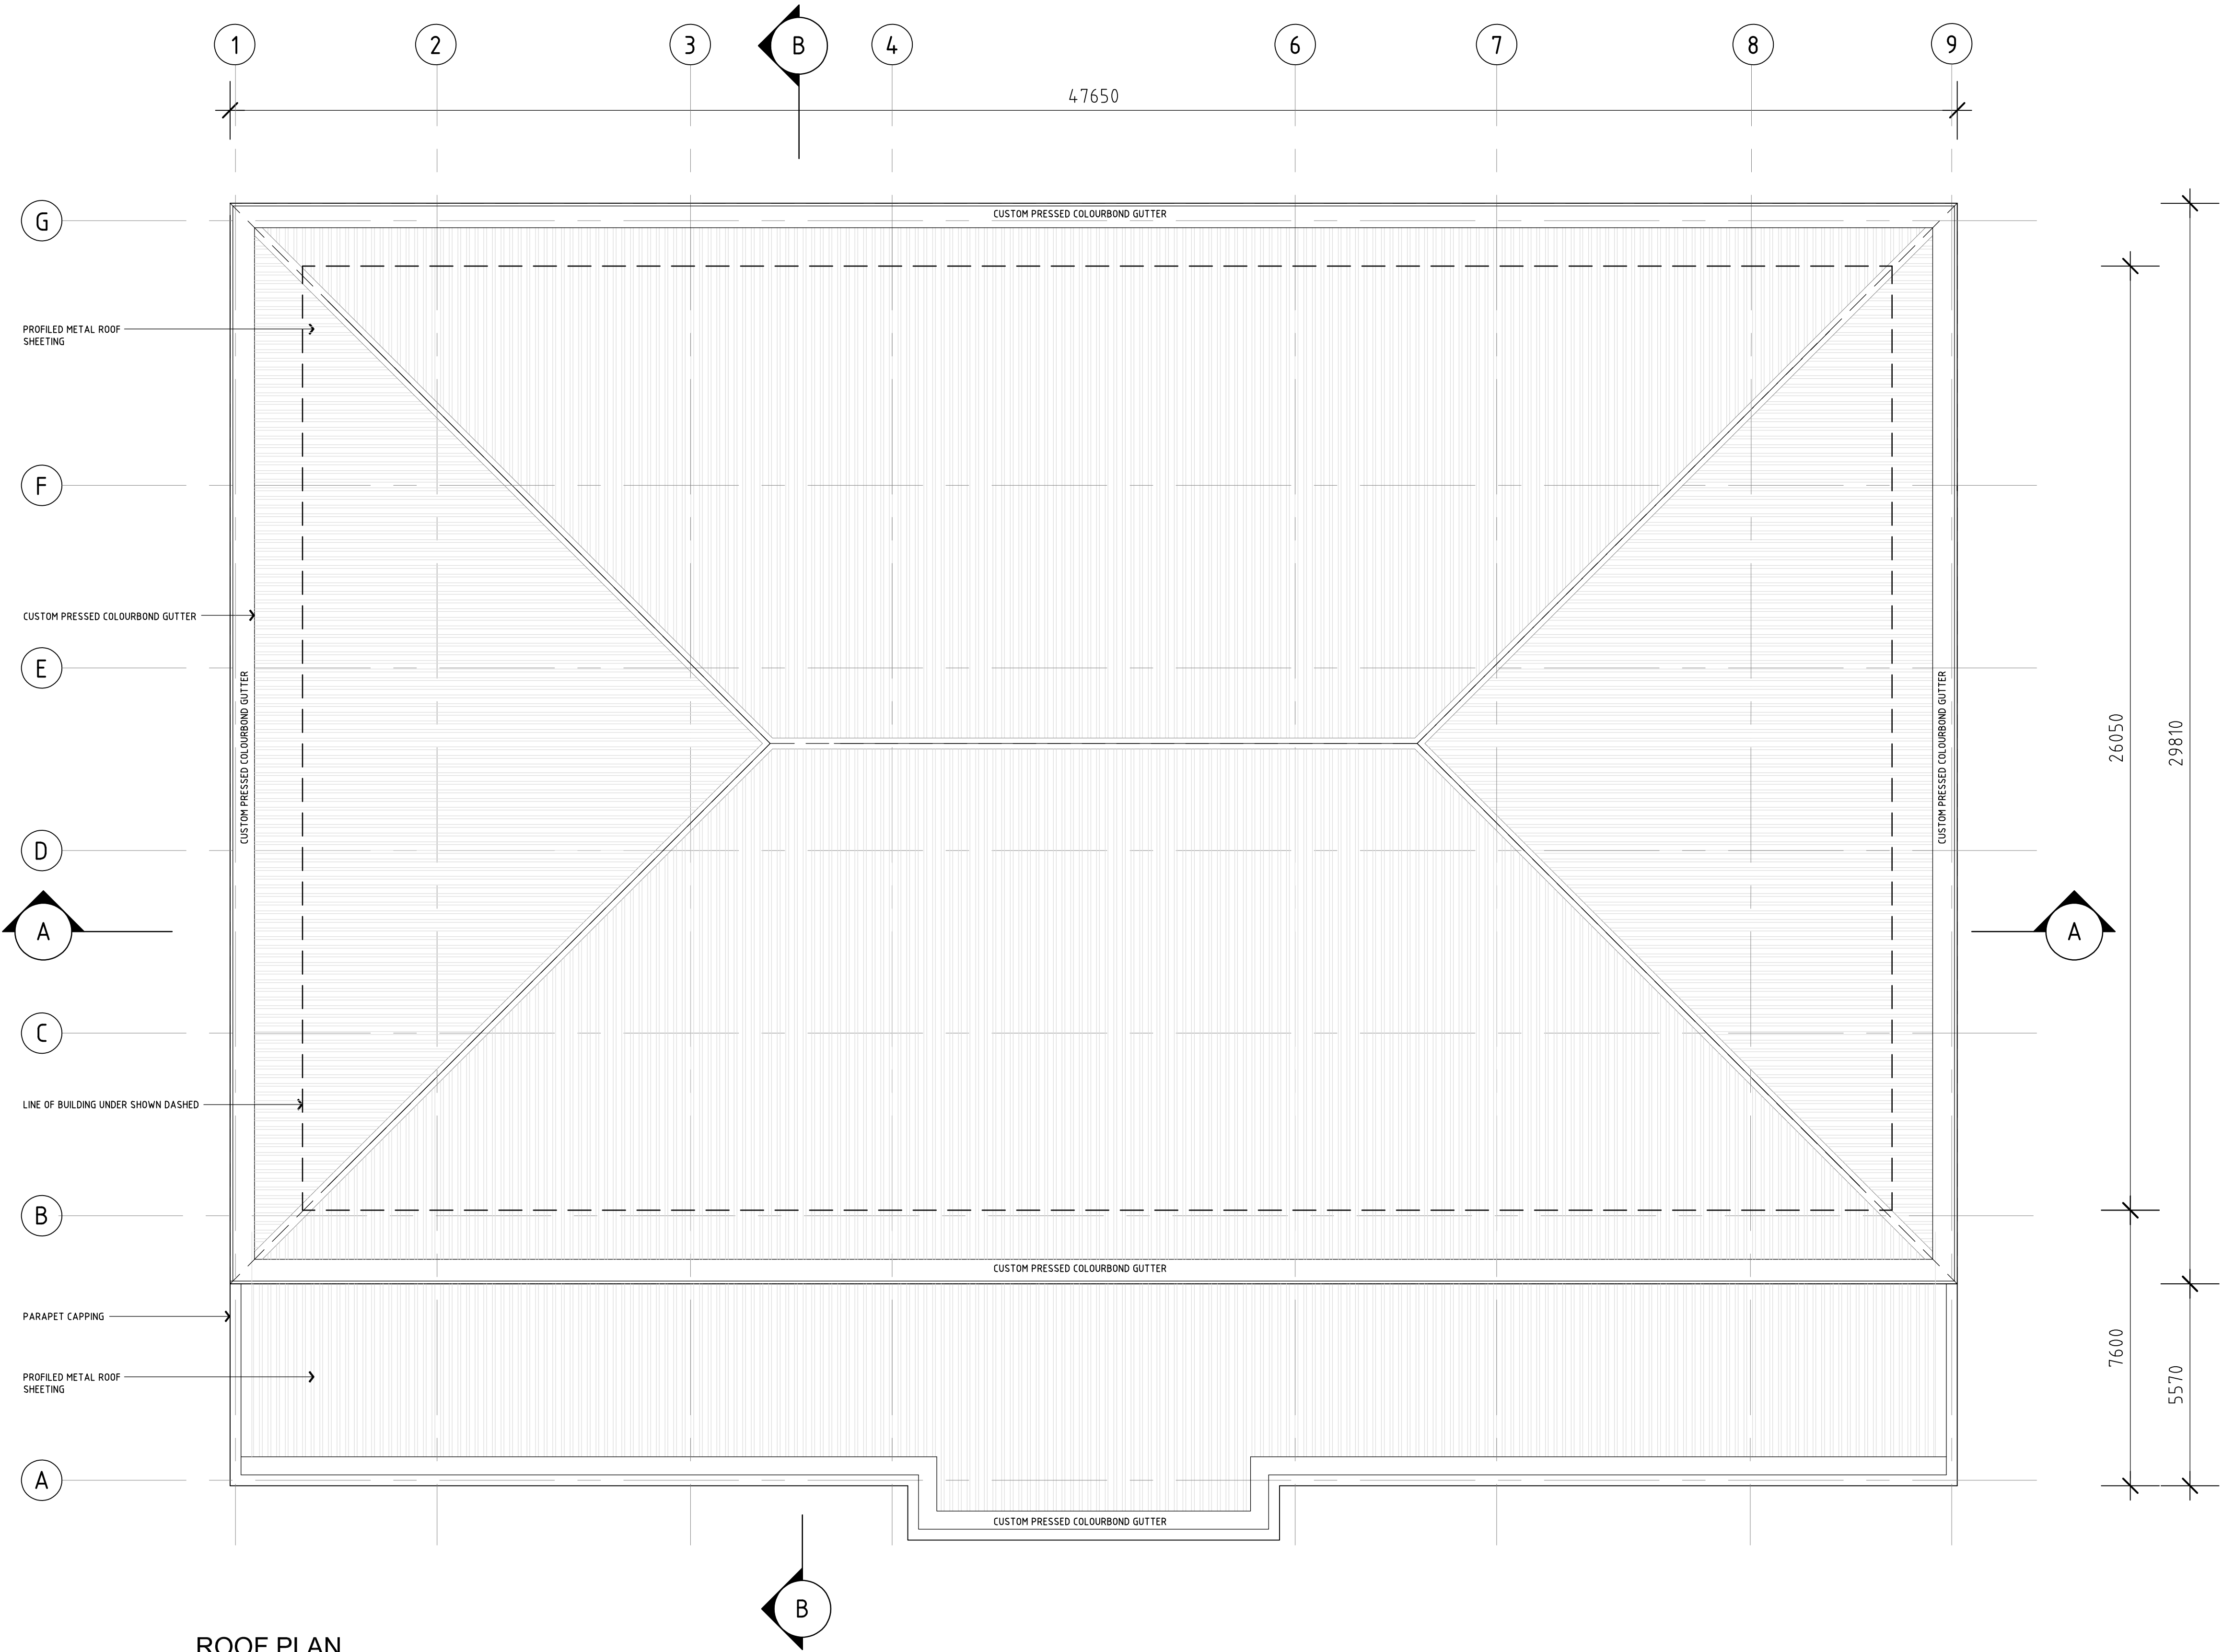 1
2
3
B
4
6
7
8
9
47650
G
CUSTOM PRESSED COLOURBOND GUTTER
PROFILED METAL ROOF
SHEETING
F
CUSTOM PRESSED COLOURBOND GUTTER
E
CUSTOM PRESSED COLOURBOND GUTTER
CUSTOM PRESSED COLOURBOND GUTTER
26050
29810
D
A
A
C
LINE OF BUILDING UNDER SHOWN DASHED
B
CUSTOM PRESSED COLOURBOND GUTTER
PARAPET CAPPING
7600
5570
PROFILED METAL ROOF
SHEETING
A
CUSTOM PRESSED COLOURBOND GUTTER
B
ROOF PLAN